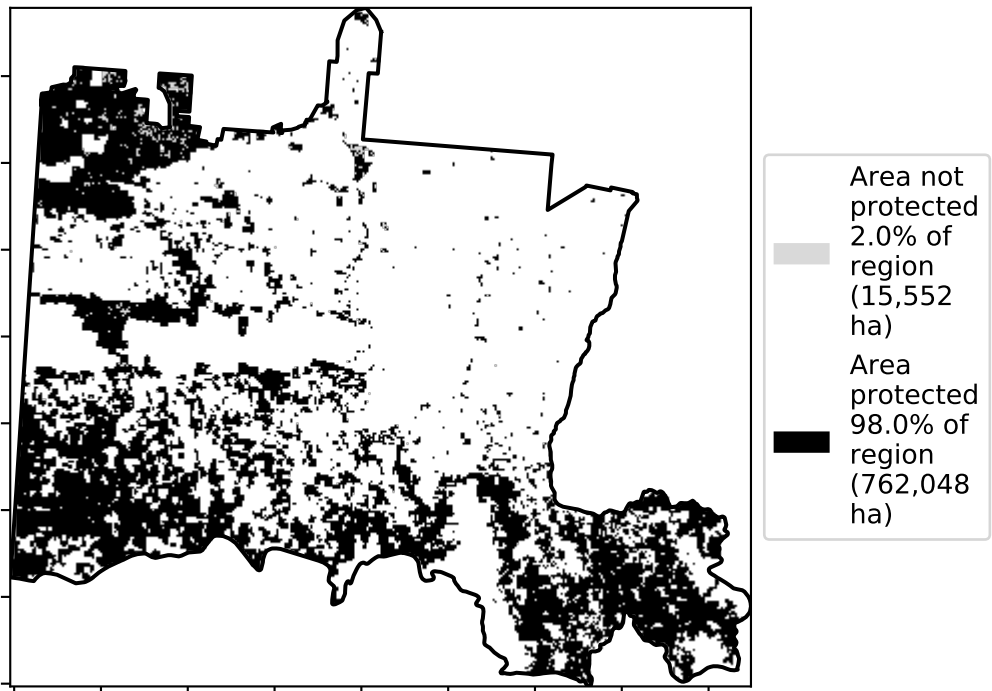 Area not
protected
2.0% of
region
(15,552
ha)
Area
protected
98.0% of
region
(762,048
ha)